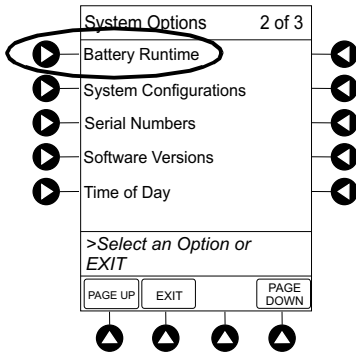 System Options 2 of 3
Battery Runtime
System Configurations
Serial Numbers
Software Versions
Time of Day
>Select an Option or
EXIT
PAGE UP EXIT PAGE
DOWN